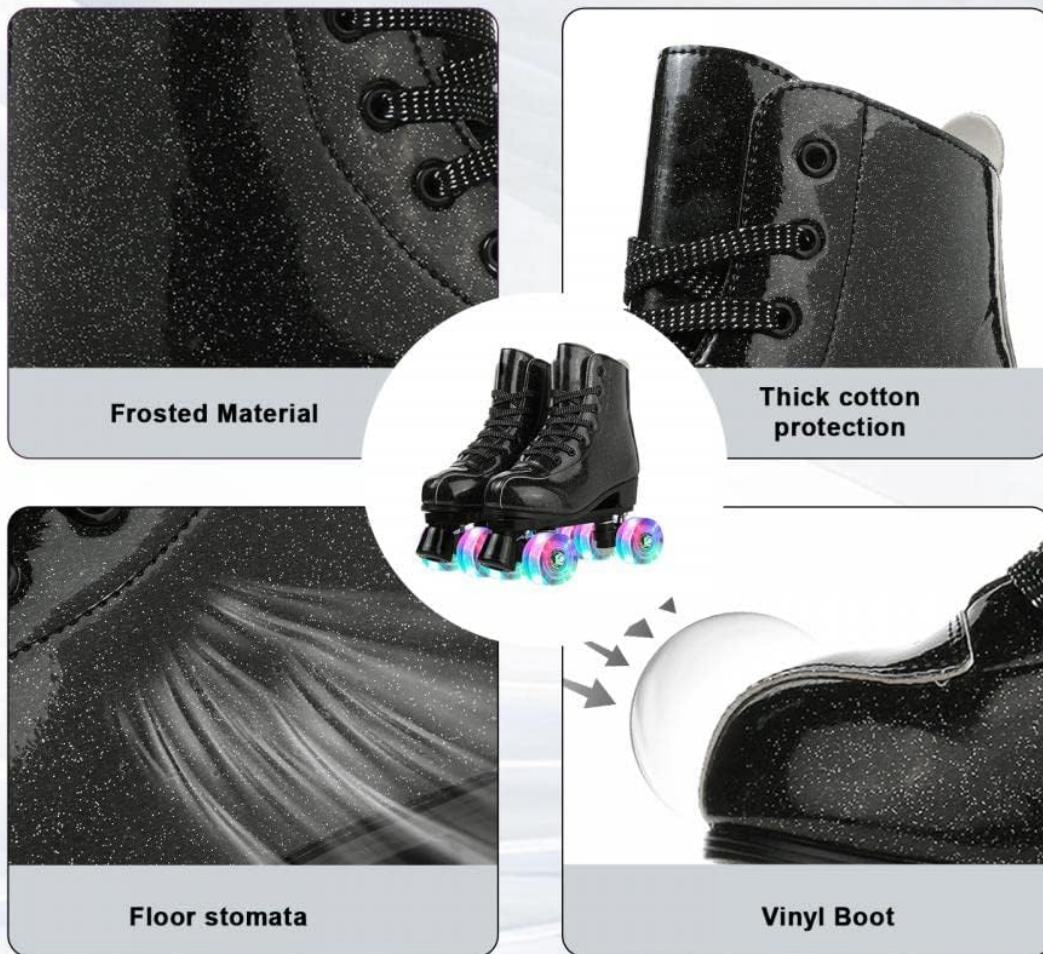 Frosted Material
Thick cotton
protection
Floor stomata
Vinyl Boot